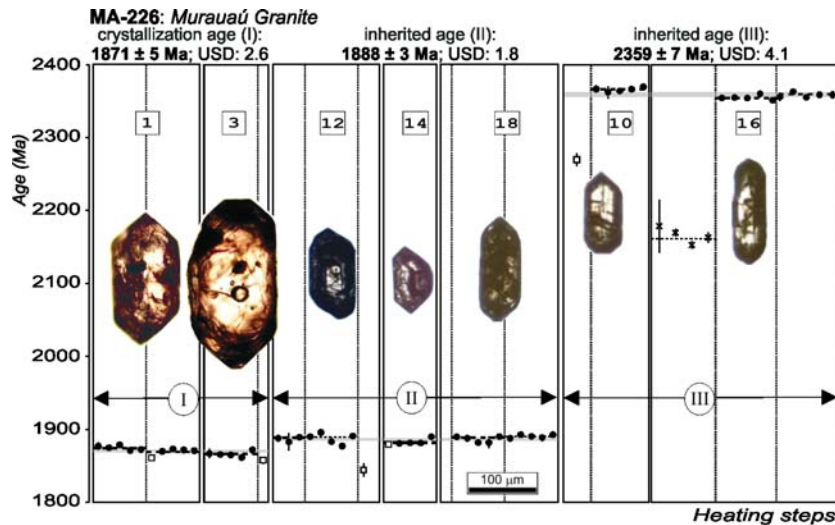 MA-226: Murauaú Granite
crystallization age (I): inherited age (II): inherited age (III):
1871 ± 5 Ma; USD: 2.6 1888 ± 3 Ma; USD: 1.8 2359 ± 7 Ma; USD: 4.1
2400
2300
2200
2100
2000
1900
1800
Age (Ma)
1 3 12 14 18 10 16
I II III
100 µm
Heating steps